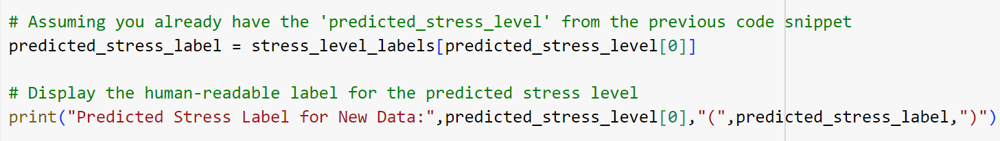 # Assuming you already have the 'predicted_stress_level' from the previous code snippet
predicted_stress_label = stress_level_labels[predicted_stress_level[0]]
# Display the human-readable label for the predicted stress level
print("Predicted Stress Label for New Data:",predicted_stress_level[0],"(",predicted_stress_label,")")